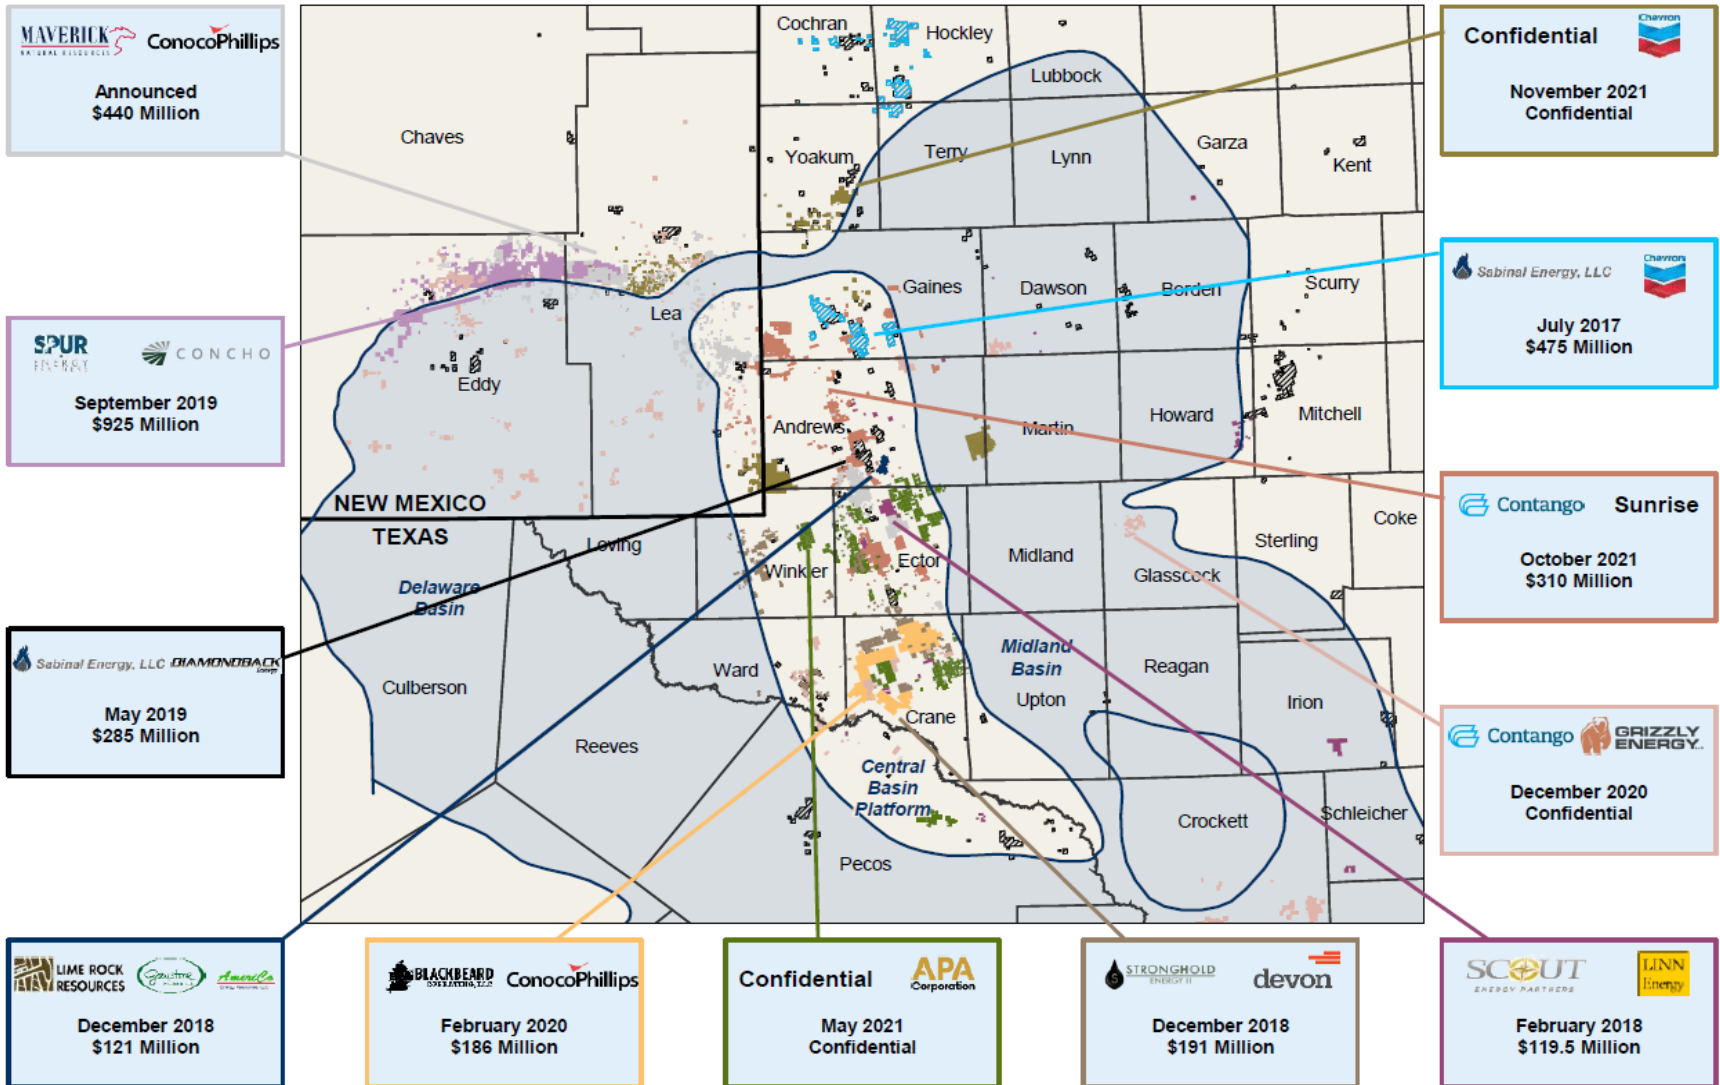 MAVERICK
NATURAL RESOURCES
ConocoPhillips
Announced
$440 Million
SPUR
ENERGY
CONCHO
September 2019
$925 Million
Sabinal Energy, LLC
DIAMONDBACK
Energy
May 2019
$285 Million
Cochran
Hockley
Lubbock
Chaves
Yoakum
Terry
Lynn
Garza
Kent
Lea
Gaines
Dawson
Borden
Scurry
Eddy
Andrews
Martin
Howard
Mitchell
NEW MEXICO
TEXAS
Loving
Winkler
Ector
Midland
Glasscock
Sterling
Coke
Delaware
Basin
Culberson
Ward
Midland
Basin
Upton
Reagan
Irion
Reeves
Crane
Central
Basin
Platform
Crockett
Schleicher
Pecos
Confidential
Chevron
November 2021
Confidential
Sabinal Energy, LLC
Chevron
July 2017
$475 Million
Contango
Sunrise
October 2021
$310 Million
Contango
GRIZZLY
ENERGY
December 2020
Confidential
LIME ROCK
RESOURCES
AmeriCo
December 2018
$121 Million
BLACKBEARD
OPERATING, LLC
ConocoPhillips
February 2020
$186 Million
Confidential
APA
Corporation
May 2021
Confidential
S
STRONGHOLD
ENERGY II
devon
December 2018
$191 Million
SCOUT
ENERGY PARTNERS
LINN
Energy
February 2018
$119.5 Million